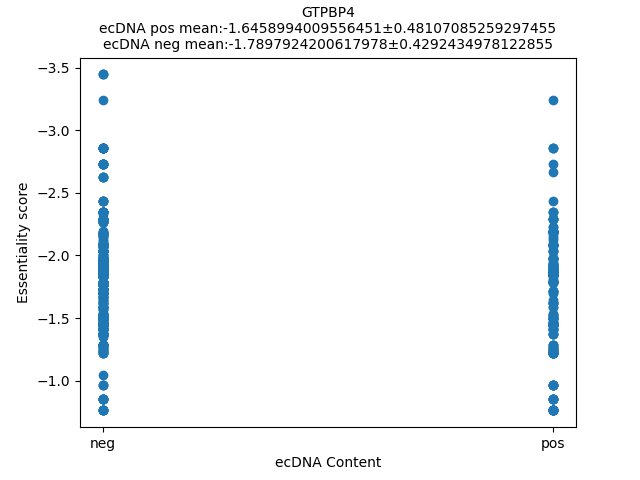 GTPBP4
ecDNA pos mean:-1.6458994009556451±0.48107085259297455
ecDNA neg mean:-1.7897924200617978±0.4292434978122855
−3.5
−3.0
−2.5
−2.0
−1.5
−1.0
Essentiality score
neg
pos
ecDNA Content